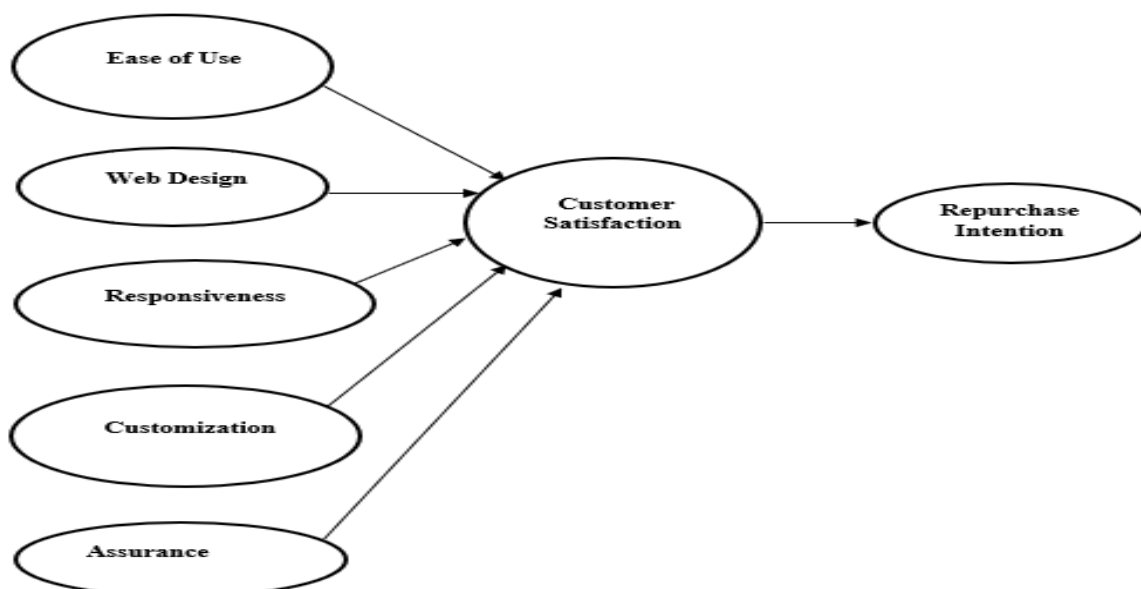 Ease of Use
Web Design
Responsiveness
Customization
Assurance
Customer
Satisfaction
Repurchase
Intention